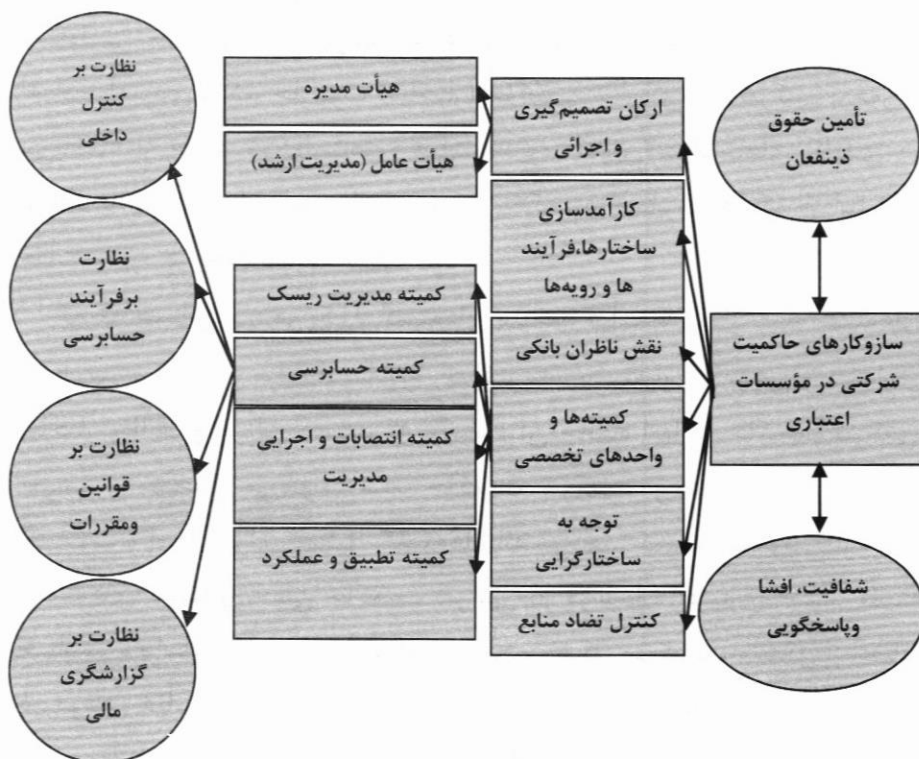 تأمین حقوق
ذینفعان
سازوکارهای حاکمیت
شرکتی در مؤسسات
اعتباری
شفافیت، افشا
وپاسخگویی
ارکان تصمیم‌گیری
و اجرائی
کارآمدسازی
ساختارها،فرآیند
ها و رویه‌ها
نقش ناظران بانکی
کمیته‌ها و
واحدهای تخصصی
توجه به
ساختارگرایی
کنترل تضاد منابع
هیأت مدیره
هیأت عامل (مدیریت ارشد)
کمیته مدیریت ریسک
کمیته حسابرسی
کمیته انتصابات و اجرایی
مدیریت
کمیته تطبیق و عملکرد
نظارت بر
کنترل
داخلی
نظارت
برفرآیند
حسابرسی
نظارت بر
قوانین
ومقررات
نظارت بر
گزارشگری
مالی